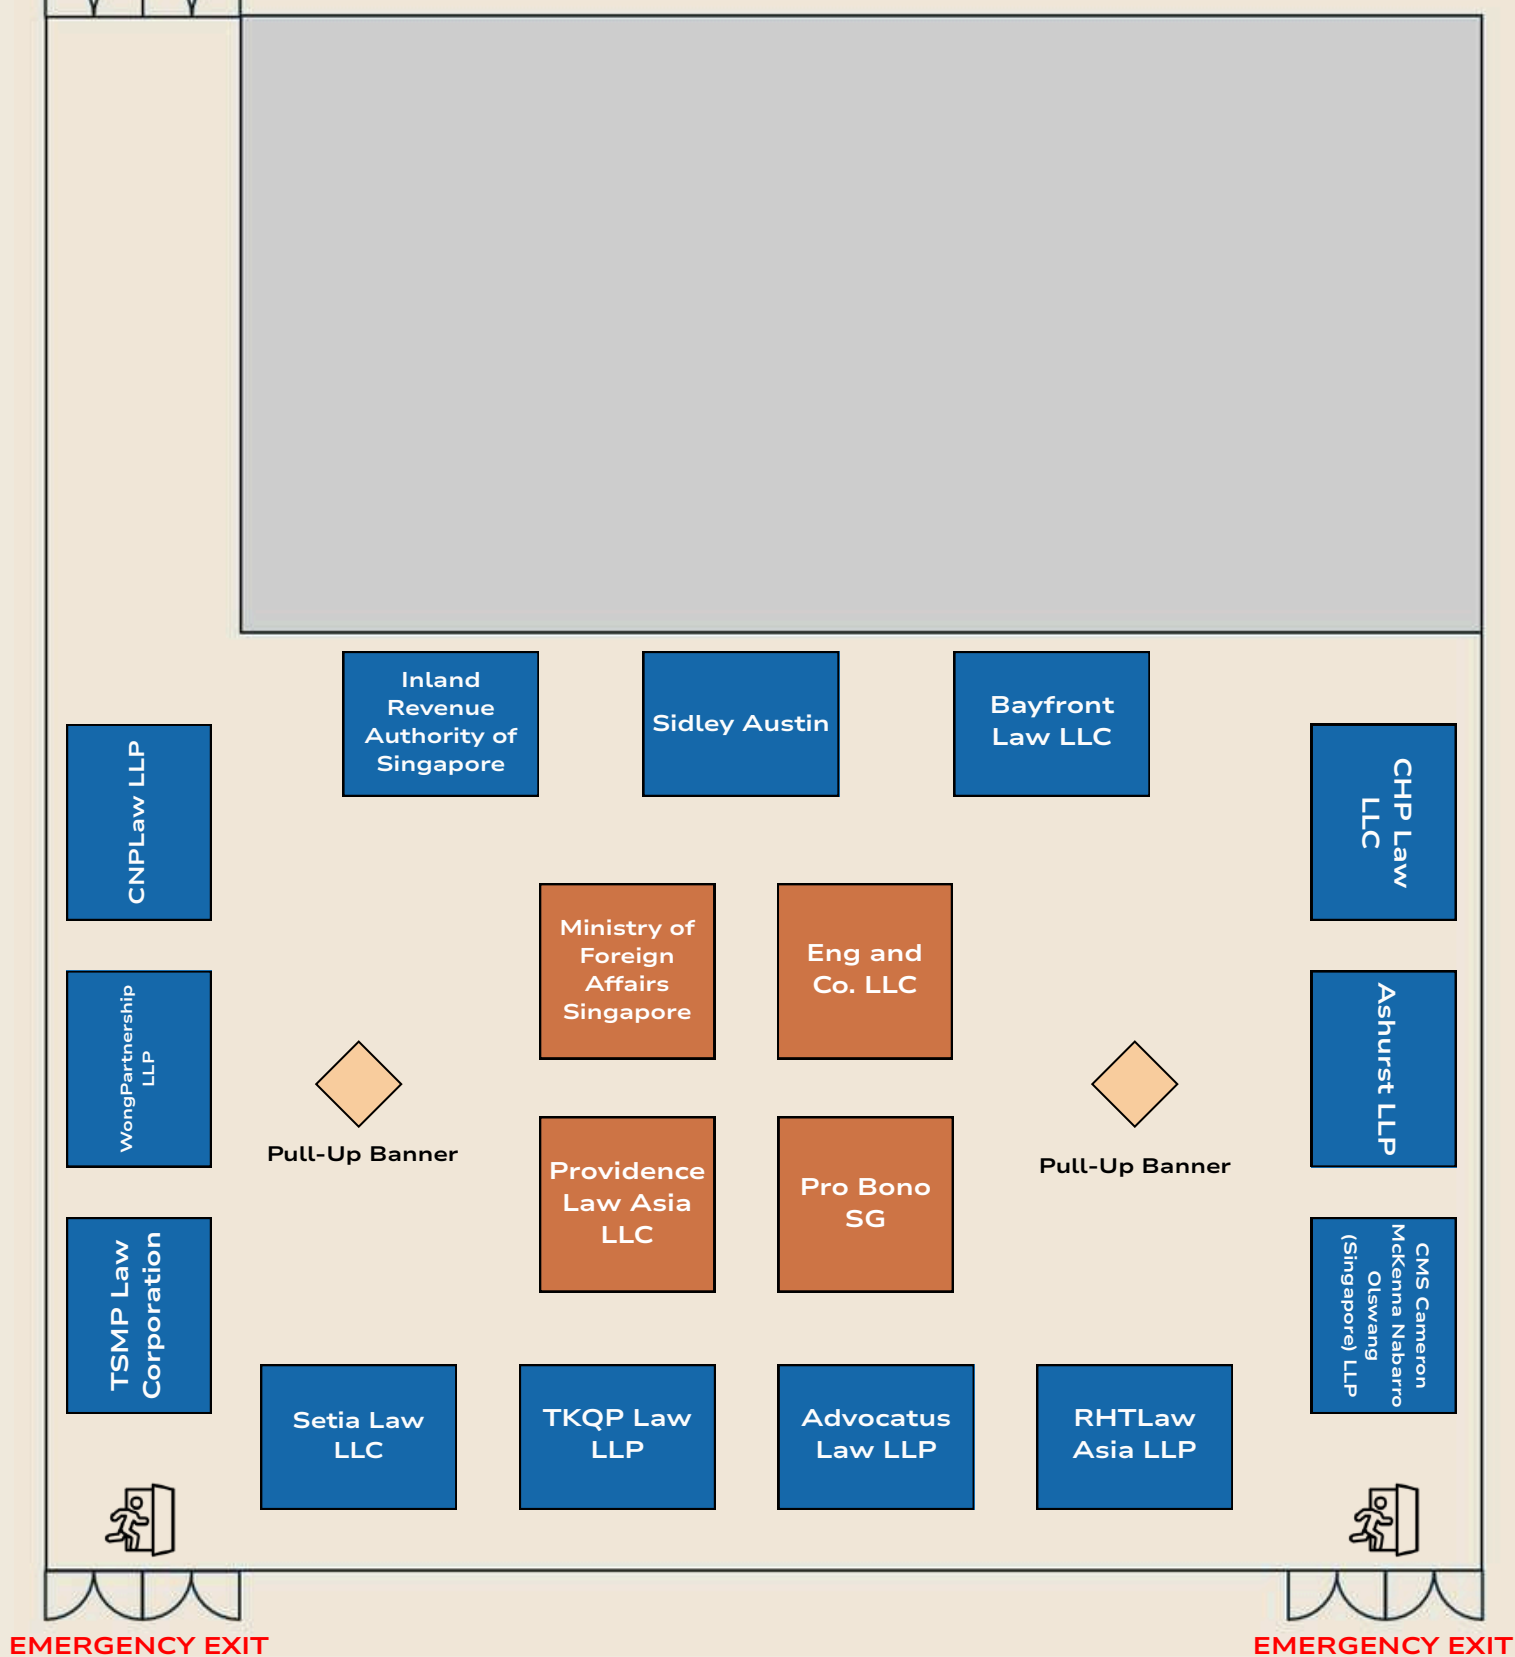 Inland
Revenue
Authority of
Singapore
Sidley Austin
Bayfront
Law LLC
CNPLaw LLP
CHP Law
LLC
Ministry of
Foreign
Affairs
Singapore
Eng and
Co. LLC
WongPartnership
LLP
Ashurst LLP
Pull-Up Banner
Pull-Up Banner
Providence
Law Asia
LLC
Pro Bono
SG
TSMP Law
Corporation
CMS Cameron
McKenna Nabarro
Olswang
(Singapore) LLP
Setia Law
LLC
TKQP Law
LLP
Advocatus
Law LLP
RHTLaw
Asia LLP
EMERGENCY EXIT
EMERGENCY EXIT